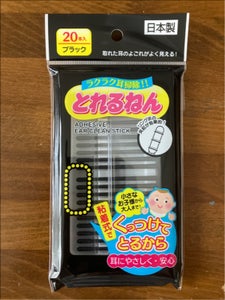 20本入
ブラック
日本製
取れた耳のよごれがよく見える!
ラクラク耳掃除!!
とれるねん
ADHESIVE
EAR CLEAN STICK
小さな
お子様から
大人まで
粘着式で
くっつけて
とるから
耳にやさしく・安心